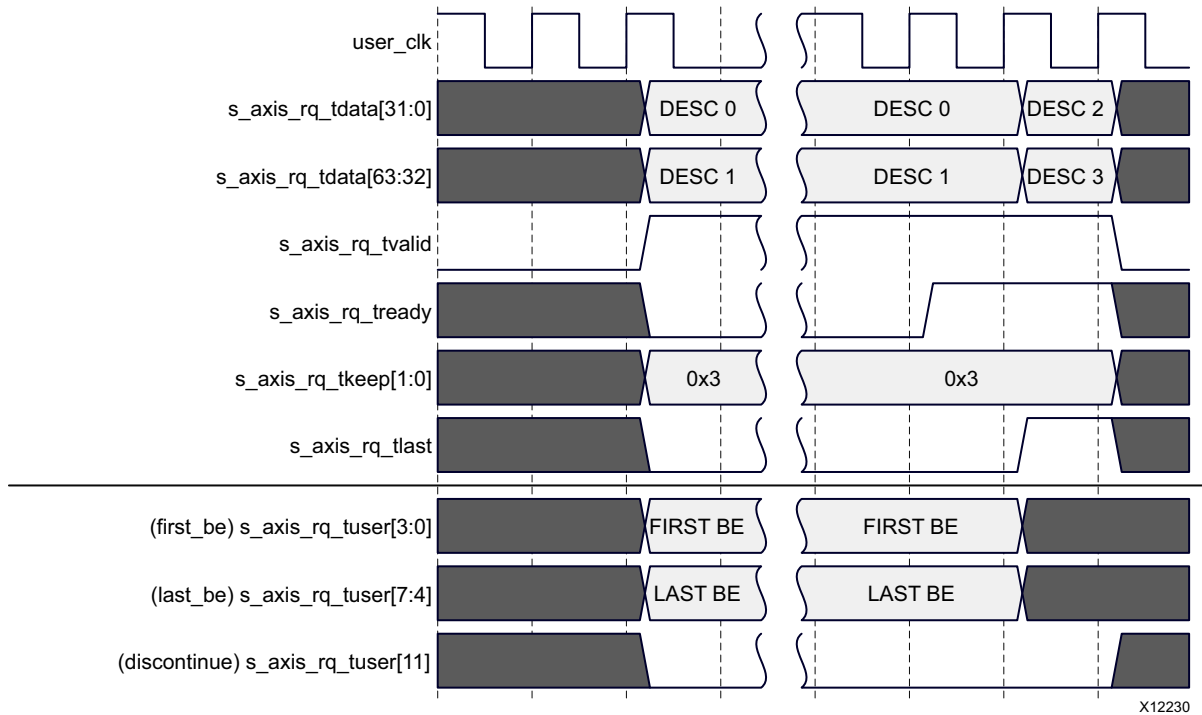 user_clk
s_axis_rq_tdata[31:0] DESC 0 DESC 0 DESC 2
s_axis_rq_tdata[63:32] DESC 1 DESC 1 DESC 3
s_axis_rq_tvalid
s_axis_rq_tready
s_axis_rq_tkeep[1:0] 0x3 0x3
s_axis_rq_tlast
(first_be) s_axis_rq_tuser[3:0] FIRST BE FIRST BE
(last_be) s_axis_rq_tuser[7:4] LAST BE LAST BE
(discontinue) s_axis_rq_tuser[11]
X12230